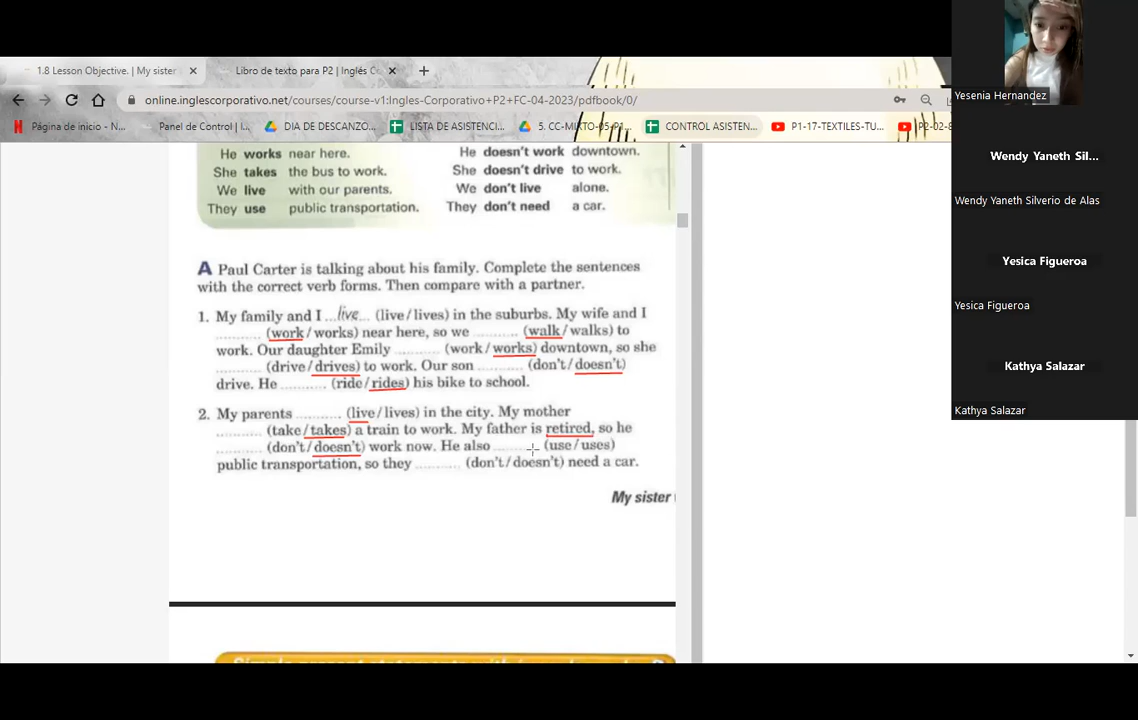 1.8 Lesson Objective. | My sister
Libro de texto para P2 | Inglés C
online.inglescorporativo.net/courses/course-v1:Ingles-Corporativo+P2+FC-04-2023/pdfbook/0/
Página de inicio - N...
Panel de Control | I...
DIA DE DESCANZO...
LISTA DE ASISTENCI...
5. CC-MIXTO-05-P1...
CONTROL ASISTEN...
P1-17-TEXTILES-TU...
P2-02-8
He works near here. He doesn't work downtown.
She takes the bus to work. She doesn't drive to work.
We live with our parents. We don't live alone.
They use public transportation. They don't need a car.
A Paul Carter is talking about his family. Complete the sentences
with the correct verb forms. Then compare with a partner.
1. My family and I ...live... (live/lives) in the suburbs. My wife and I
.......... (work/works) near here, so we .......... (walk/walks) to
work. Our daughter Emily .......... (work/works) downtown, so she
.......... (drive/drives) to work. Our son .......... (don't/doesn't)
drive. He .......... (ride/rides) his bike to school.
2. My parents .......... (live/lives) in the city. My mother
.......... (take/takes) a train to work. My father is retired, so he
.......... (don't/doesn't) work now. He also .......... (use/uses)
public transportation, so they .......... (don't/doesn't) need a car.
My sister
Yesenia Hernandez
Wendy Yaneth Sil...
Wendy Yaneth Silverio de Alas
Yesica Figueroa
Yesica Figueroa
Kathya Salazar
Kathya Salazar